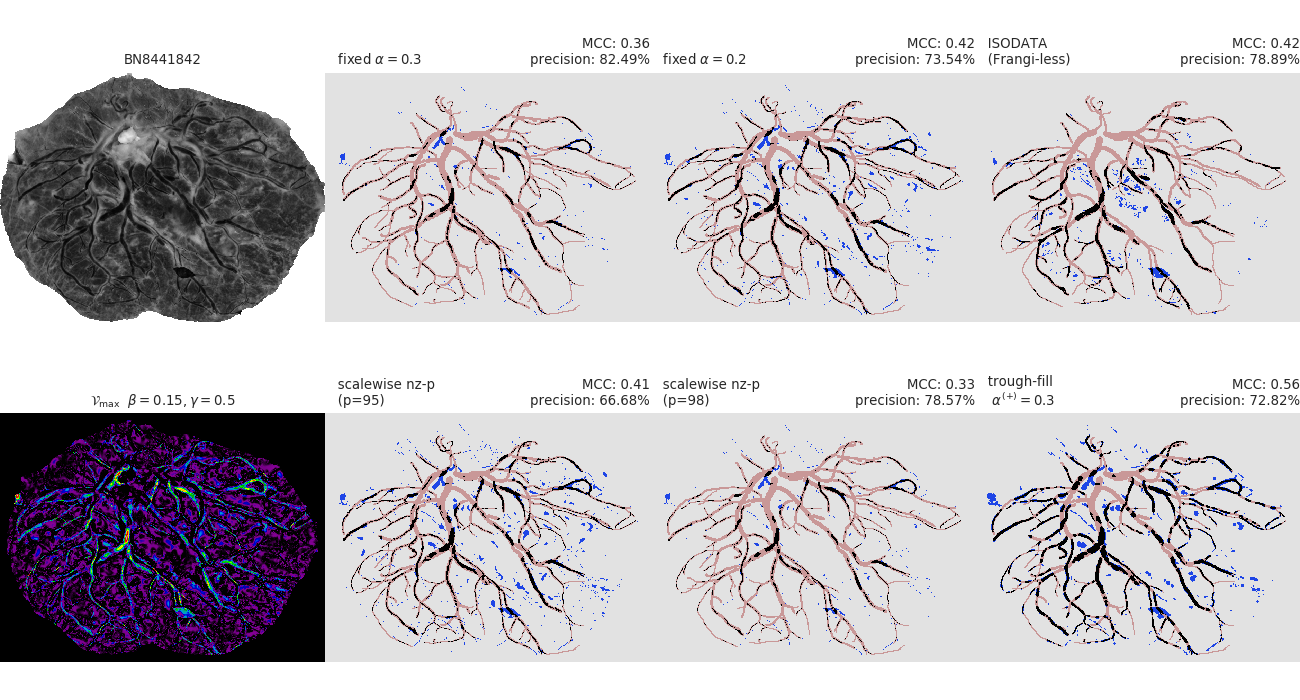 BN8441842
fixed α = 0.3
MCC: 0.36
precision: 82.49%
fixed α = 0.2
MCC: 0.42
precision: 73.54%
ISODATA
(Frangi-less)
MCC: 0.42
precision: 78.89%
𝒱max β = 0.15, γ = 0.5
scalewise nz-p
(p=95)
MCC: 0.41
precision: 66.68%
scalewise nz-p
(p=98)
MCC: 0.33
precision: 78.57%
trough-fill
α(+) = 0.3
MCC: 0.56
precision: 72.82%